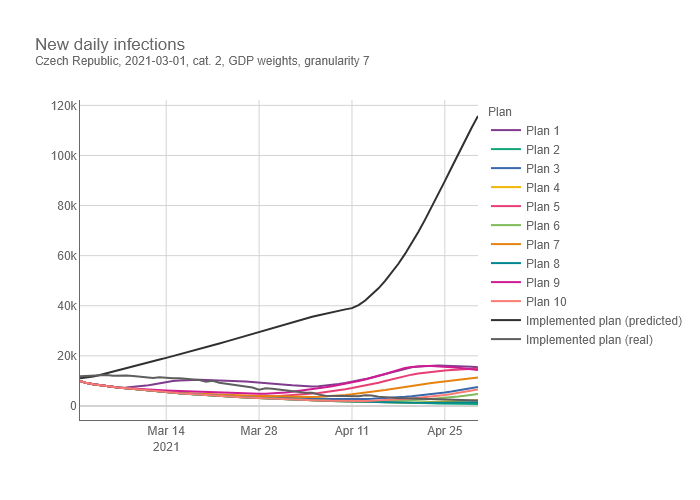 New daily infections
Czech Republic, 2021-03-01, cat. 2, GDP weights, granularity 7
120k
100k
80k
60k
40k
20k
0
Mar 14
2021
Mar 28
Apr 11
Apr 25
Plan
Plan 1
Plan 2
Plan 3
Plan 4
Plan 5
Plan 6
Plan 7
Plan 8
Plan 9
Plan 10
Implemented plan (predicted)
Implemented plan (real)